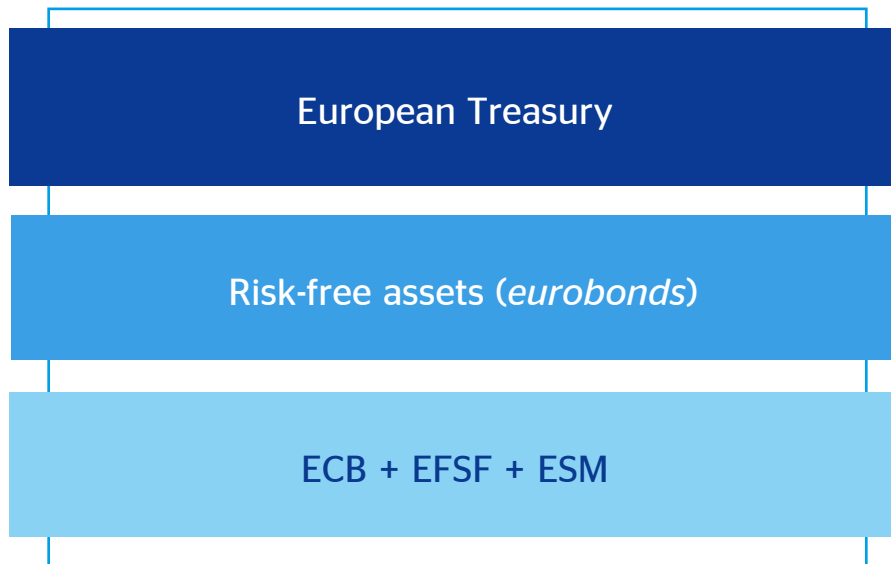 European Treasury
Risk-free assets (eurobonds)
ECB + EFSF + ESM